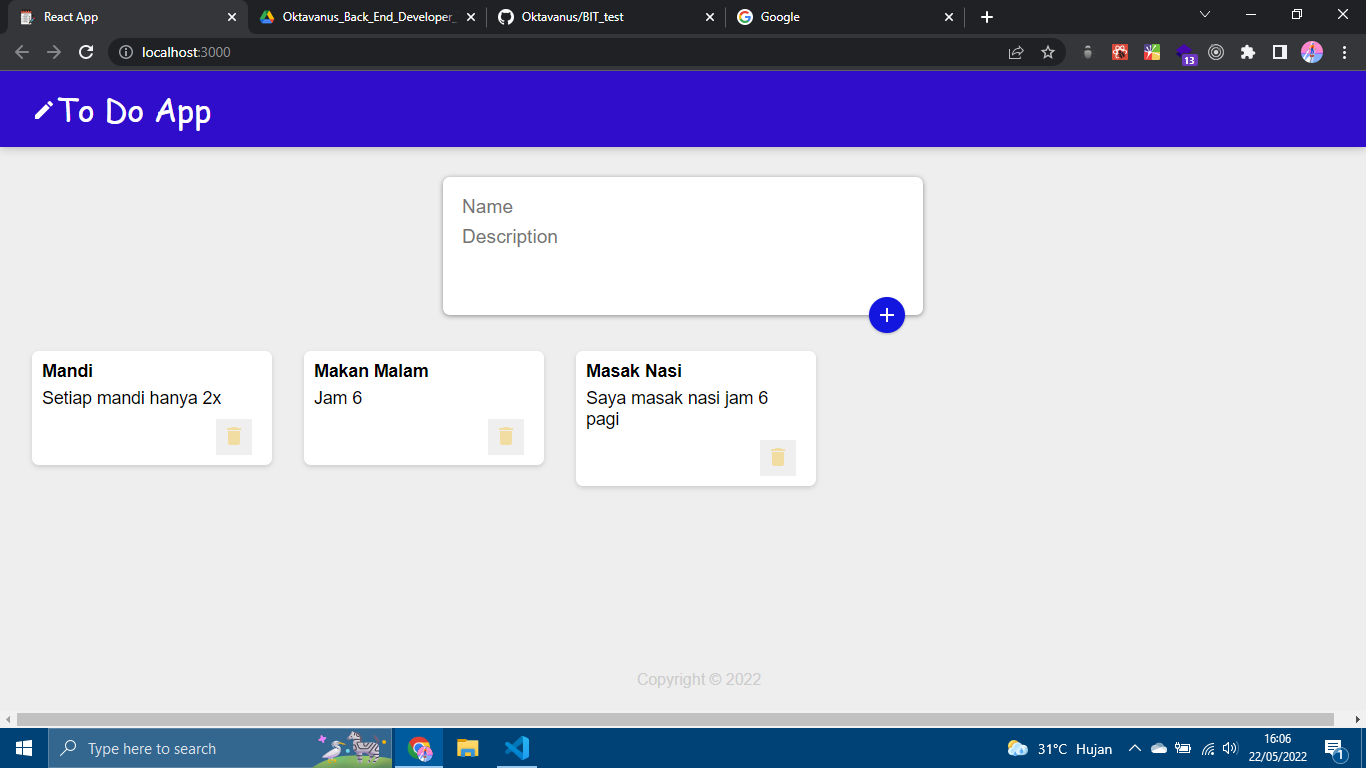 React App
Oktavanus_Back_End_Developer_
Oktavanus/BIT_test
Google
localhost:3000
13
To Do App
Name
Description
Mandi
Setiap mandi hanya 2x
Makan Malam
Jam 6
Masak Nasi
Saya masak nasi jam 6
pagi
Copyright © 2022
Type here to search
31°C Hujan
16:06
22/05/2022
1